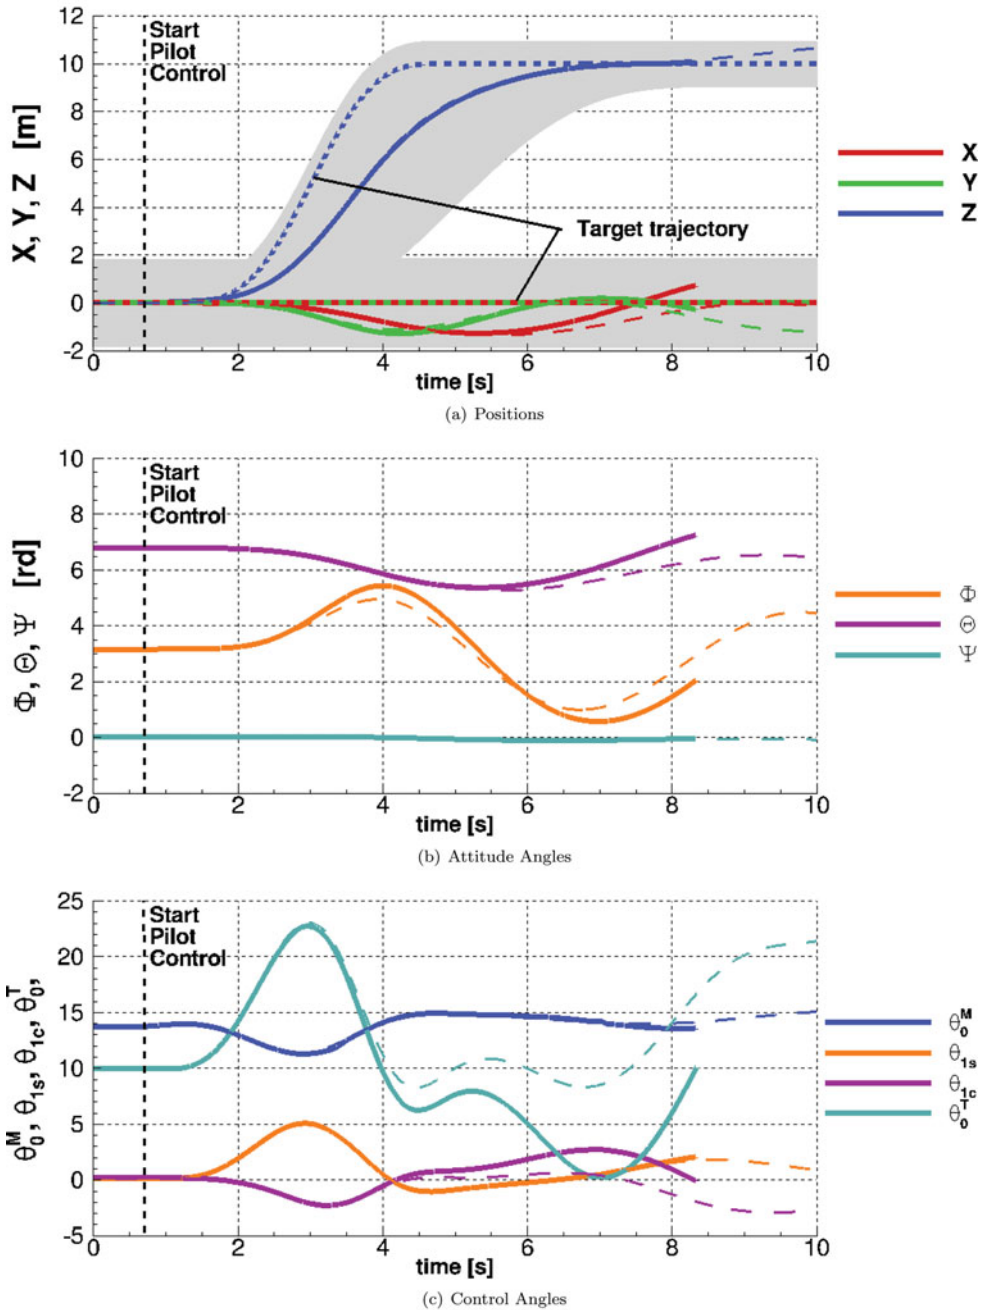 12
10
8
6
4
2
0
-2
X, Y, Z [m]
Start
Pilot
Control
Target trajectory
X
Y
Z
0 2 4 6 8 10
time [s]
(a) Positions
10
8
6
4
2
0
-2
Φ, Θ, Ψ [rd]
Start
Pilot
Control
Φ
Θ
Ψ
0 2 4 6 8 10
time [s]
(b) Attitude Angles
25
20
15
10
5
0
-5
θ₀ᴹ, θ₁s, θ₁c, θ₀ᵀ,
Start
Pilot
Control
θ₀ᴹ
θ₁s
θ₁c
θ₀ᵀ
0 2 4 6 8 10
time [s]
(c) Control Angles